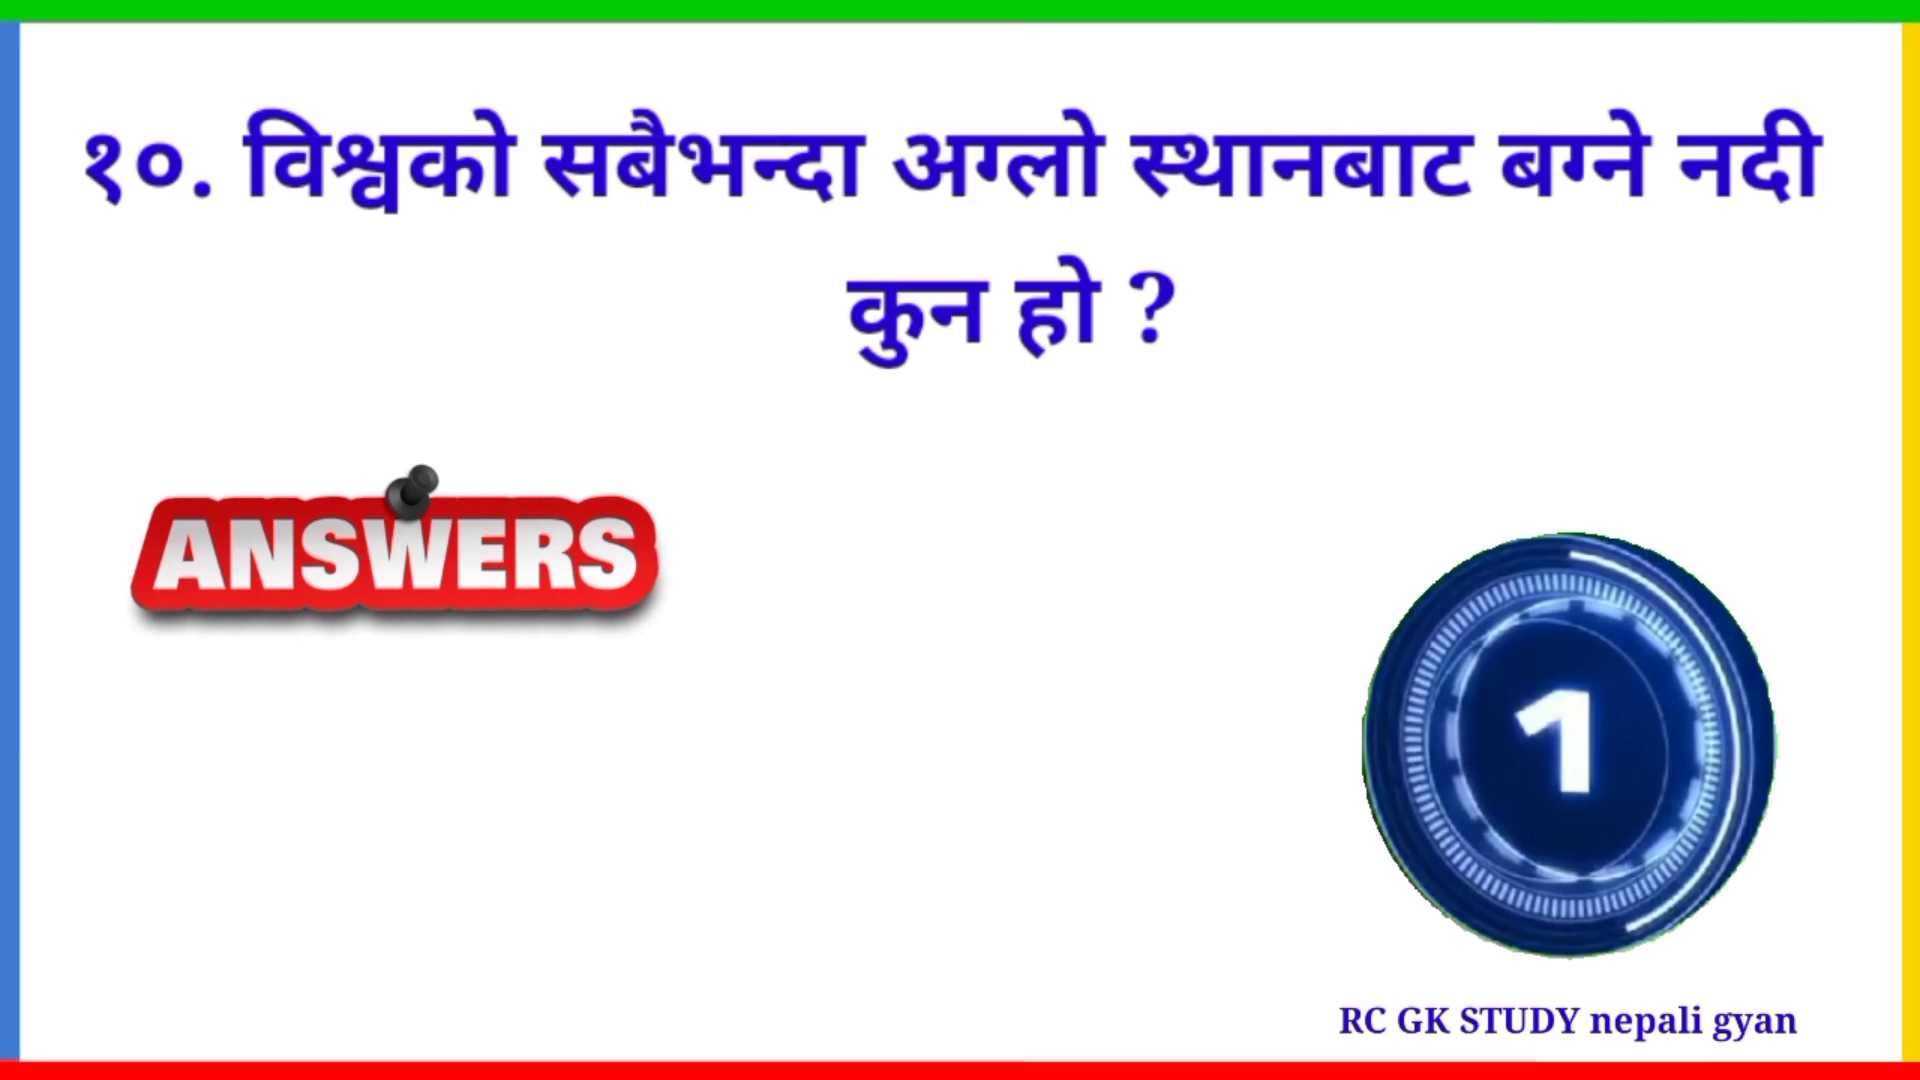 १०. विश्वको सबैभन्दा अग्लो स्थानबाट बग्ने नदी
कुन हो ?
ANSWERS
1
RC GK STUDY nepali gyan